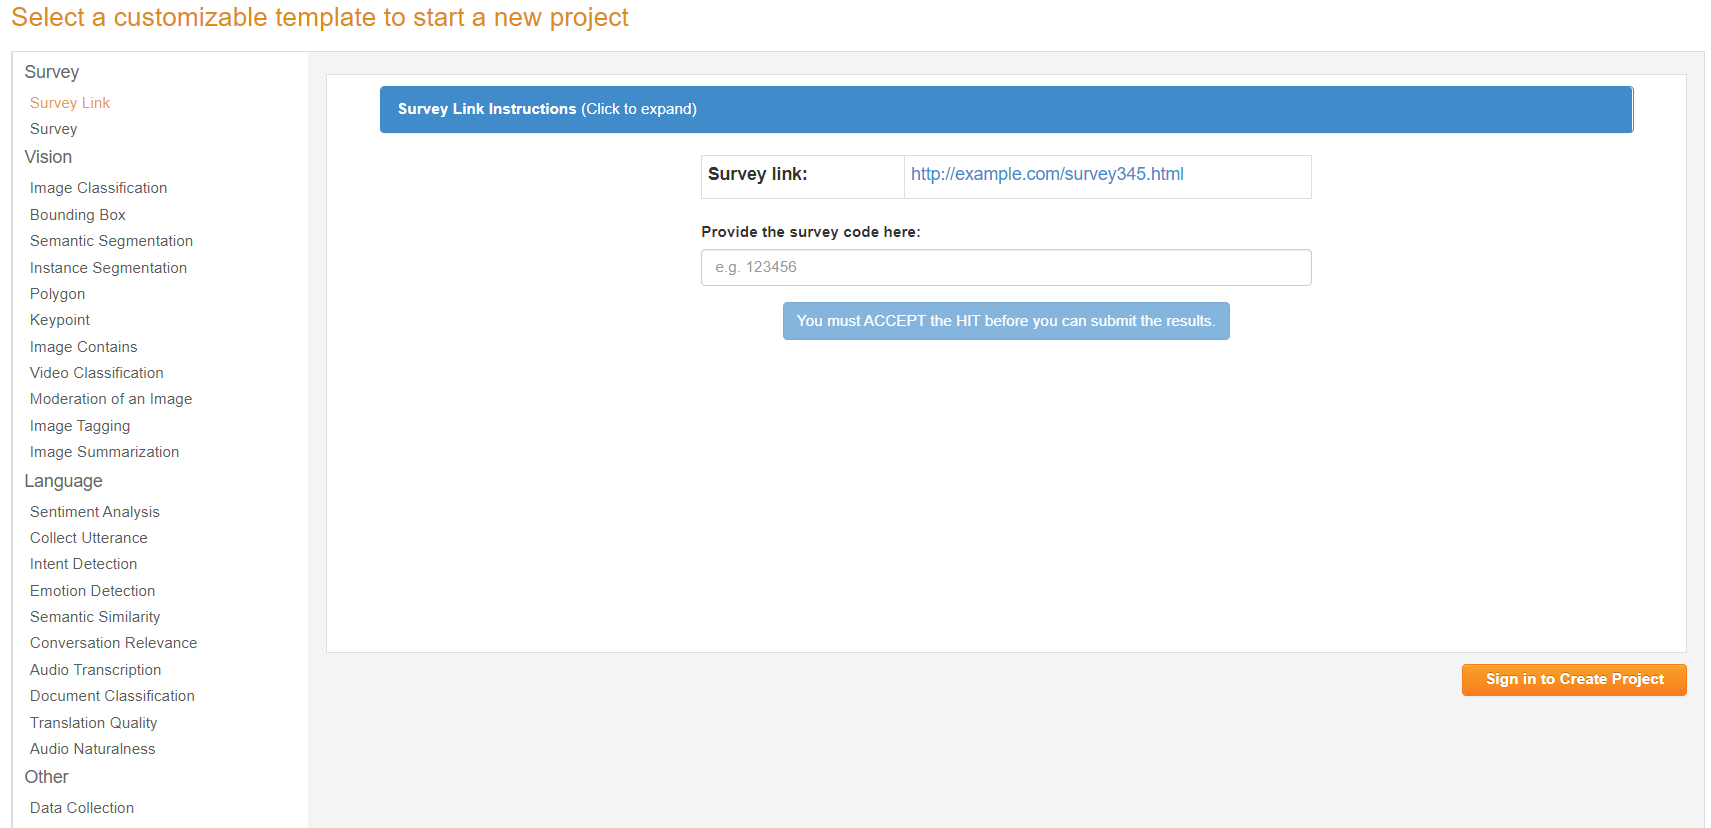 Select a customizable template to start a new project
Survey
Survey Link
Survey
Vision
Image Classification
Bounding Box
Semantic Segmentation
Instance Segmentation
Polygon
Keypoint
Image Contains
Video Classification
Moderation of an Image
Image Tagging
Image Summarization
Language
Sentiment Analysis
Collect Utterance
Intent Detection
Emotion Detection
Semantic Similarity
Conversation Relevance
Audio Transcription
Document Classification
Translation Quality
Audio Naturalness
Other
Data Collection
Survey Link Instructions (Click to expand)
Survey link: http://example.com/survey345.html
Provide the survey code here:
e.g. 123456
You must ACCEPT the HIT before you can submit the results.
Sign in to Create Project